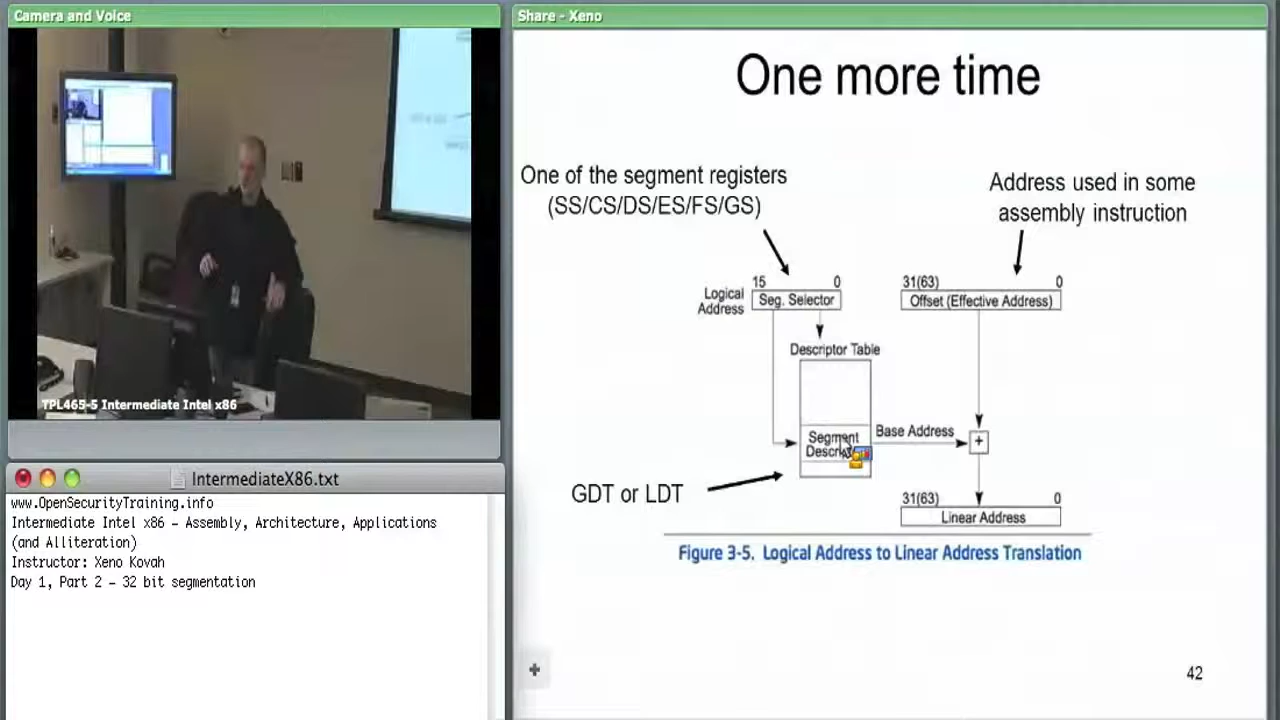 Camera and Voice
TPL465-5 Intermediate Intel x86
IntermediateX86.txt
www.OpenSecurityTraining.info
Intermediate Intel x86 – Assembly, Architecture, Applications
(and Alliteration)
Instructor: Xeno Kovah
Day 1, Part 2 – 32 bit segmentation
Share - Xeno
One more time
One of the segment registers
(SS/CS/DS/ES/FS/GS)
Address used in some
assembly instruction
15 0
31(63) 0
Logical
Address
Seg. Selector
Offset (Effective Address)
Descriptor Table
Segment
Base Address
+
GDT or LDT
31(63) 0
Linear Address
Figure 3-5. Logical Address to Linear Address Translation
42